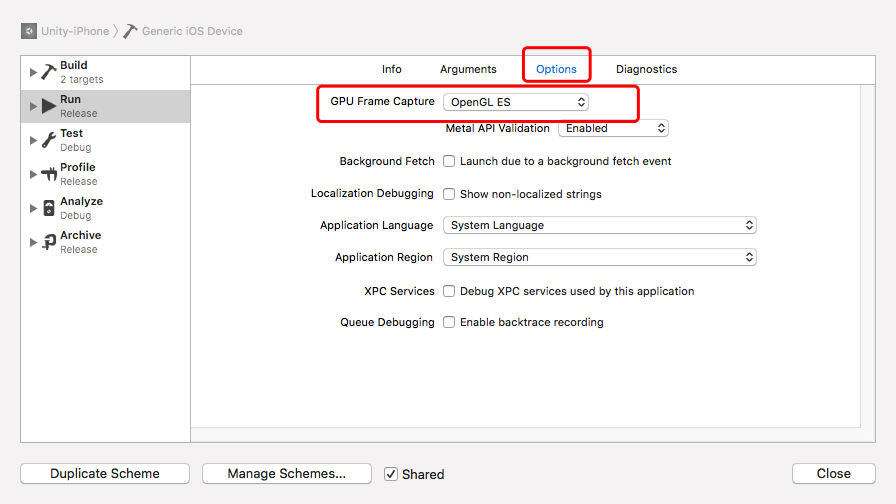 Unity-iPhone
Generic iOS Device
Build
2 targets
Run
Release
Test
Debug
Profile
Release
Analyze
Debug
Archive
Release
Info Arguments Options Diagnostics
GPU Frame Capture OpenGL ES
Metal API Validation Enabled
Background Fetch Launch due to a background fetch event
Localization Debugging Show non-localized strings
Application Language System Language
Application Region System Region
XPC Services Debug XPC services used by this application
Queue Debugging Enable backtrace recording
Duplicate Scheme Manage Schemes... Shared Close